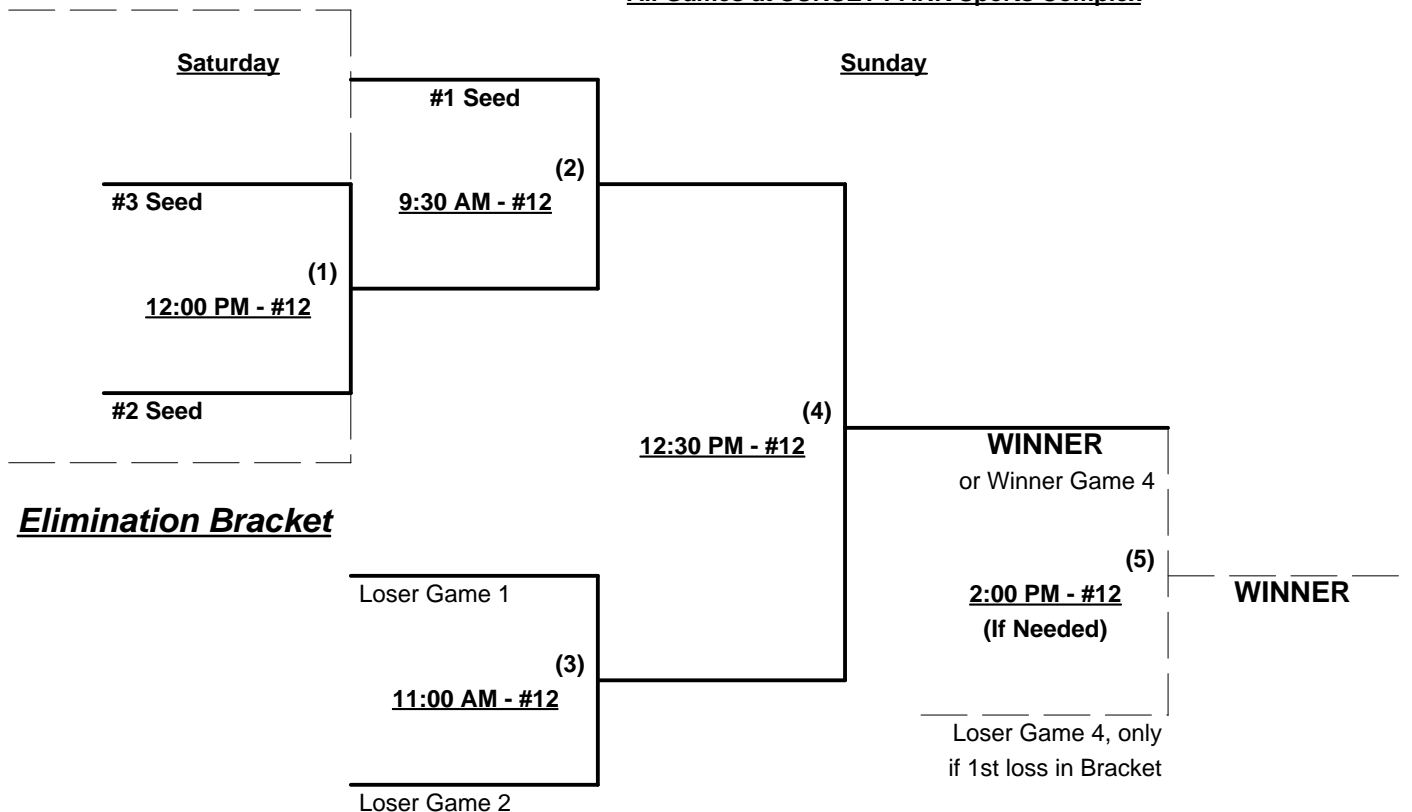 Saturday
Sunday
#1 Seed
(2)
9:30 AM - #12
#3 Seed
(1)
12:00 PM - #12
#2 Seed
(4)
12:30 PM - #12
WINNER
or Winner Game 4
Elimination Bracket
(5)
2:00 PM - #12
(If Needed)
WINNER
Loser Game 1
(3)
11:00 AM - #12
Loser Game 2
Loser Game 4, only
if 1st loss in Bracket